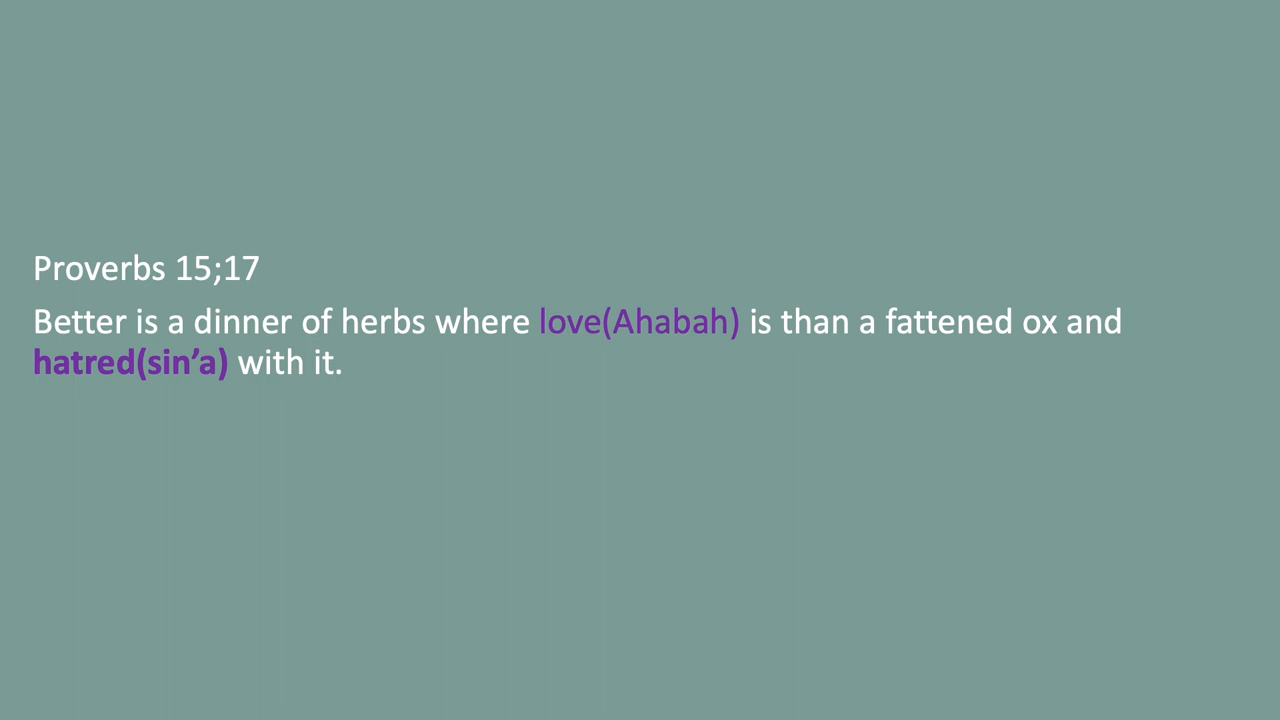 Proverbs 15;17
Better is a dinner of herbs where love(Ahabah) is than a fattened ox and
hatred(sin’a) with it.